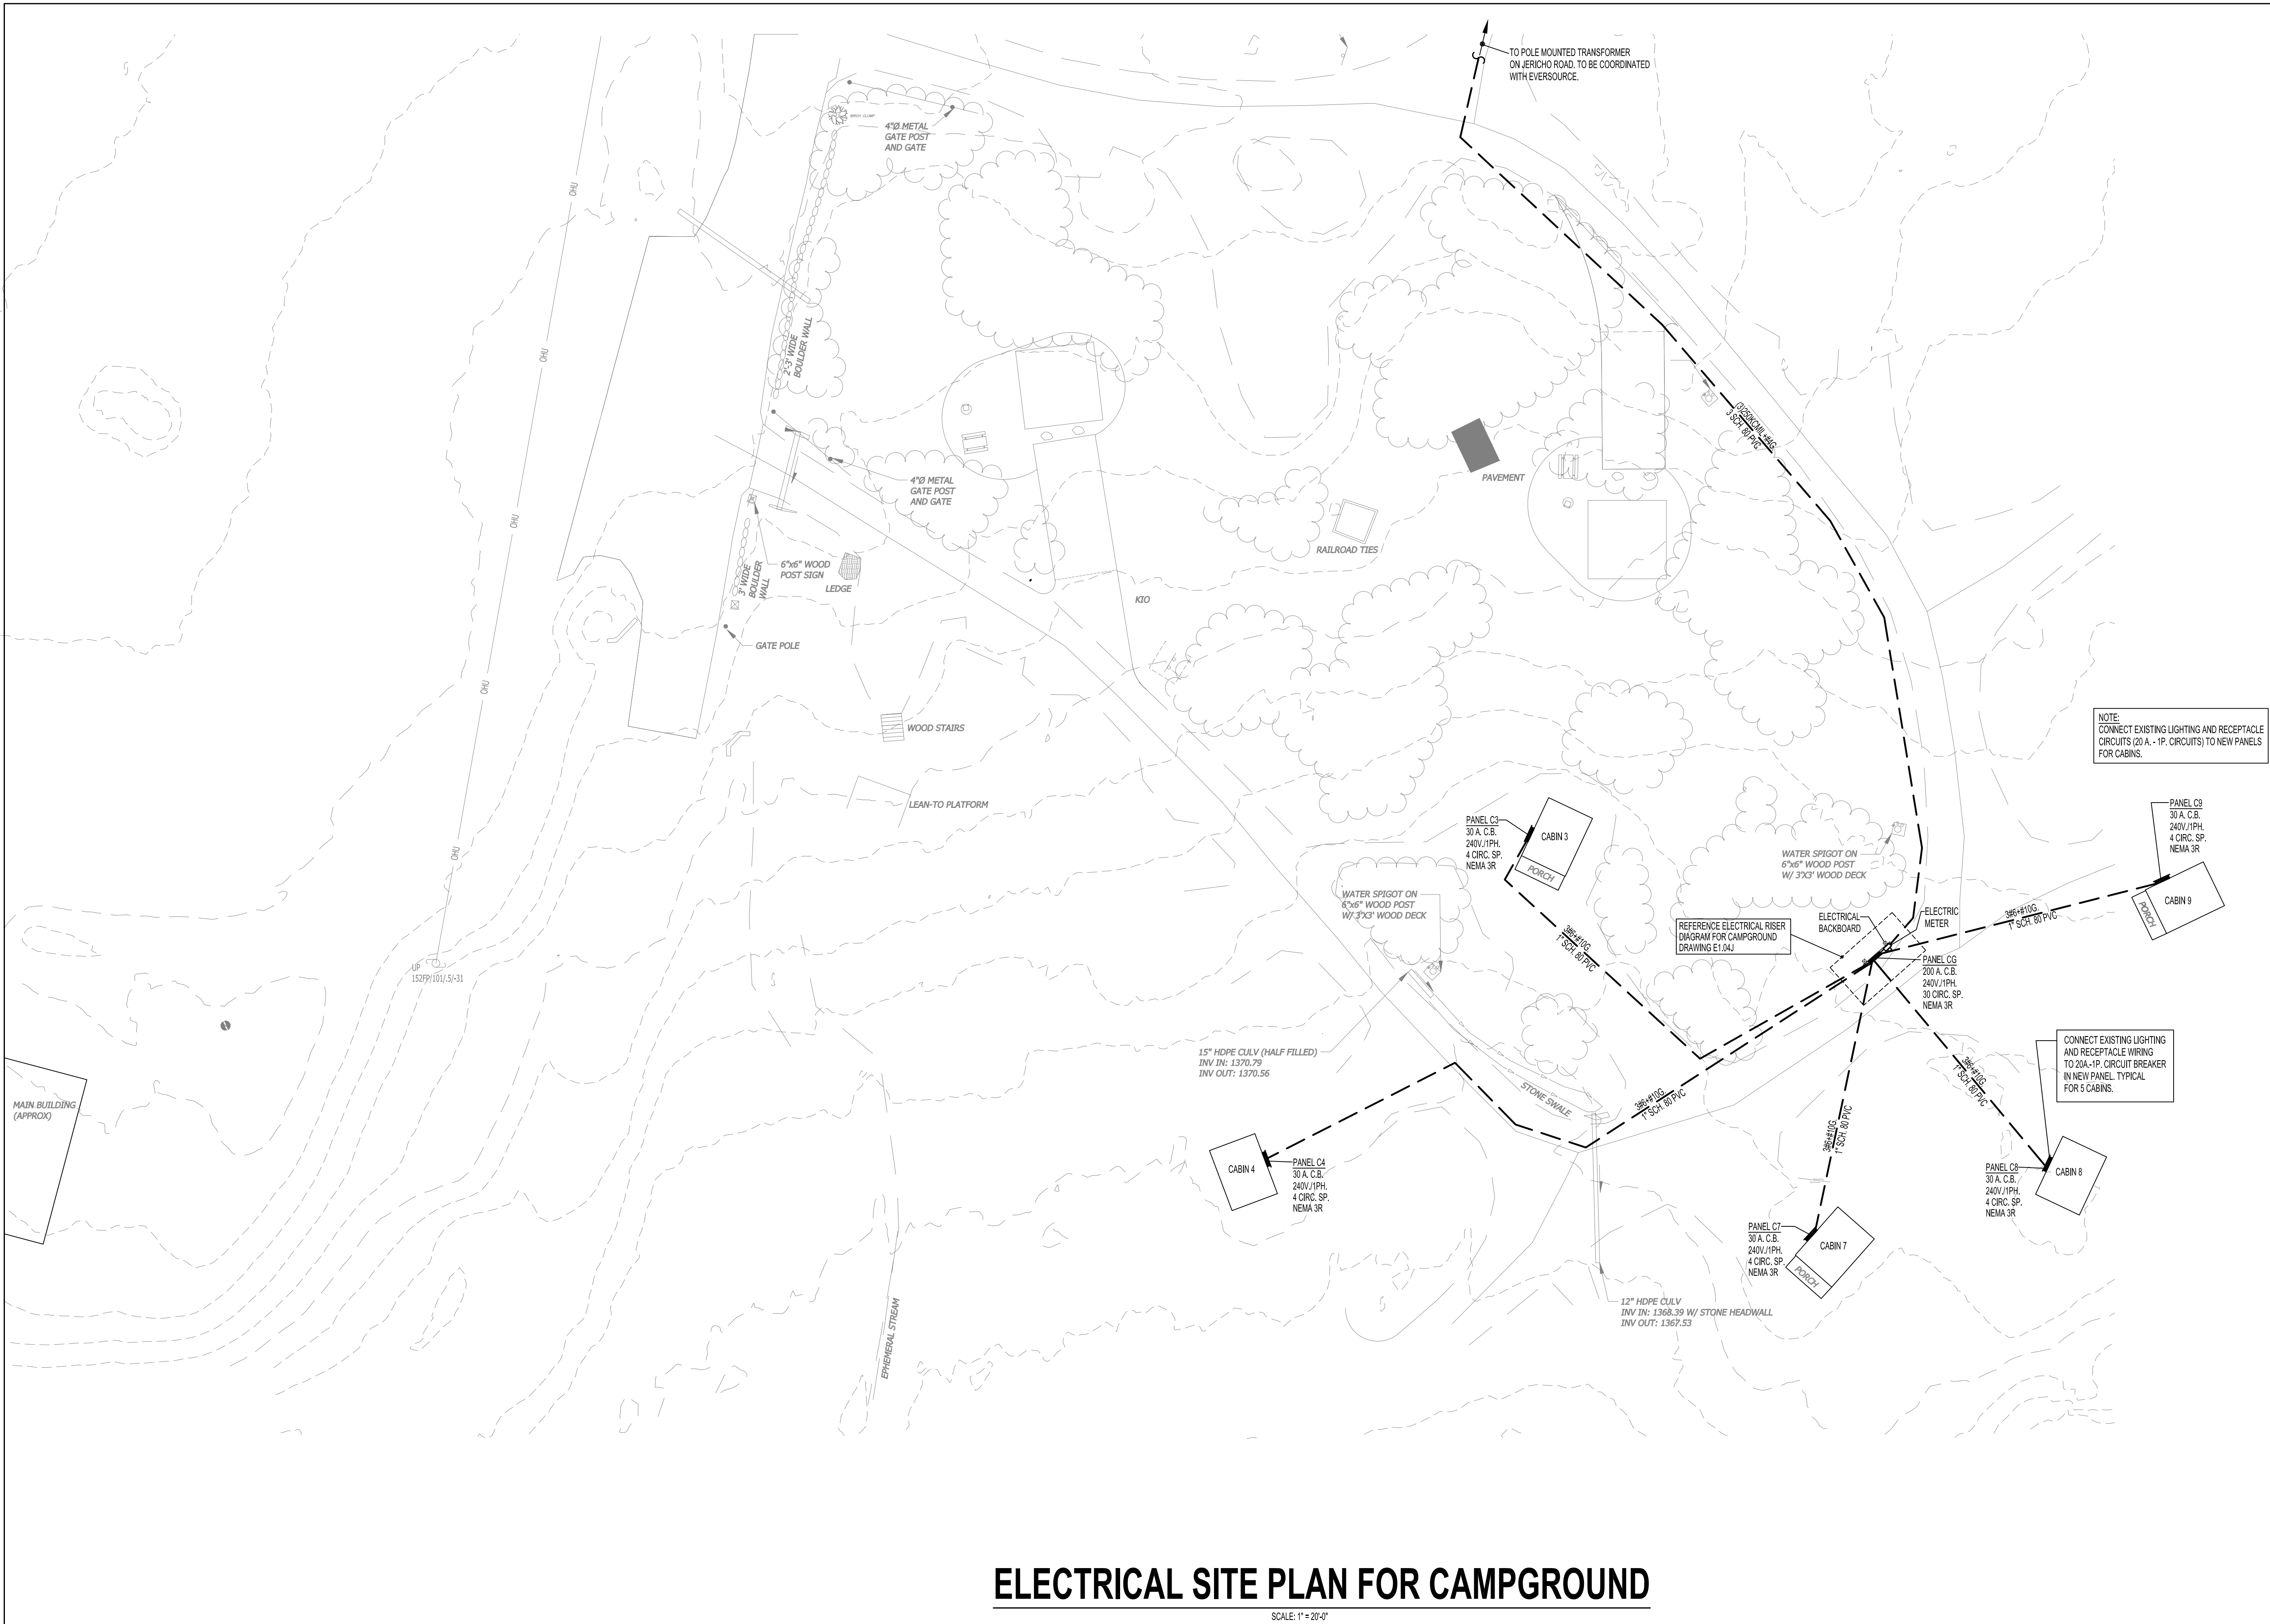 TO POLE MOUNTED TRANSFORMER
ON JERICHO ROAD. TO BE COORDINATED
WITH EVERSOURCE.
BIRCH CLUMP
4"Ø METAL
GATE POST
AND GATE
OHU
OHU
OHU
OHU
OHU
2'-3' WIDE
BOULDER WALL
(3)250KCMIL+#4G.
3 SCH. 80 PVC
4"Ø METAL
GATE POST
AND GATE
PAVEMENT
RAILROAD TIES
6"x6" WOOD
POST SIGN
3' WIDE
BOULDER
WALL
LEDGE
KIO
GATE POLE
WOOD STAIRS
LEAN-TO PLATFORM
NOTE:
CONNECT EXISTING LIGHTING AND RECEPTACLE
CIRCUITS (20 A. - 1P. CIRCUITS) TO NEW PANELS
FOR CABINS.
PANEL C3
30 A. C.B.
240V./1PH.
4 CIRC. SP.
NEMA 3R
CABIN 3
PORCH
PANEL C9
30 A. C.B.
240V./1PH.
4 CIRC. SP.
NEMA 3R
CABIN 9
PORCH
WATER SPIGOT ON
6"x6" WOOD POST
W/ 3'X3' WOOD DECK
WATER SPIGOT ON
6"x6" WOOD POST
W/ 3'X3' WOOD DECK
ELECTRICAL
BACKBOARD
ELECTRIC
METER
3#6+#10G.
1" SCH. 80 PVC
REFERENCE ELECTRICAL RISER
DIAGRAM FOR CAMPGROUND
DRAWING E1.04J
3#6+#10G.
1" SCH. 80 PVC
PANEL CG
200 A. C.B.
240V./1PH.
30 CIRC. SP.
NEMA 3R
UP
152FP/101/.5/-31
15" HDPE CULV (HALF FILLED)
INV IN: 1370.79
INV OUT: 1370.56
STONE SWALE
3#6+#10G.
1" SCH. 80 PVC
3#6+#10G.
1" SCH. 80 PVC
3#6+#10G.
1" SCH. 80 PVC
CONNECT EXISTING LIGHTING
AND RECEPTACLE WIRING
TO 20A.-1P. CIRCUIT BREAKER
IN NEW PANEL. TYPICAL
FOR 5 CABINS.
MAIN BUILDING
(APPROX)
CABIN 4
PANEL C4
30 A. C.B.
240V./1PH.
4 CIRC. SP.
NEMA 3R
PANEL C8
30 A. C.B.
240V./1PH.
4 CIRC. SP.
NEMA 3R
CABIN 8
PANEL C7
30 A. C.B.
240V./1PH.
4 CIRC. SP.
NEMA 3R
CABIN 7
PORCH
12" HDPE CULV
INV IN: 1368.39 W/ STONE HEADWALL
INV OUT: 1367.53
EPHEMERAL STREAM
ELECTRICAL SITE PLAN FOR CAMPGROUND
SCALE: 1" = 20'-0"